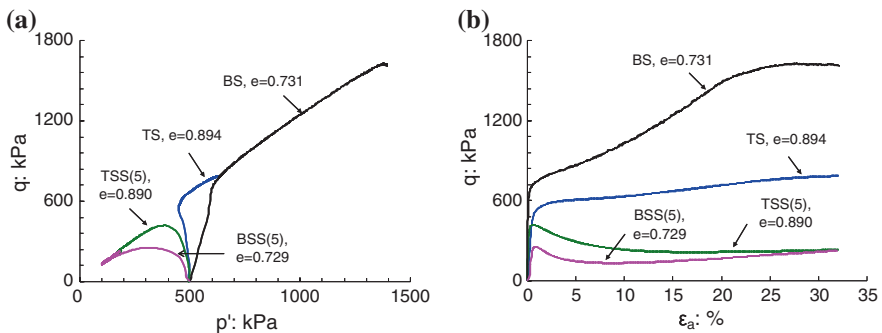 (a)
1800
1200
600
0
q: kPa
BS, e=0.731
TS, e=0.894
TSS(5),
e=0.890
BSS(5),
e=0.729
0
500
1000
1500
p': kPa
(b)
1800
1200
600
0
q: kPa
BS, e=0.731
TS, e=0.894
BSS(5),
e=0.729
TSS(5),
e=0.890
0
5
10
15
20
25
30
35
εa: %